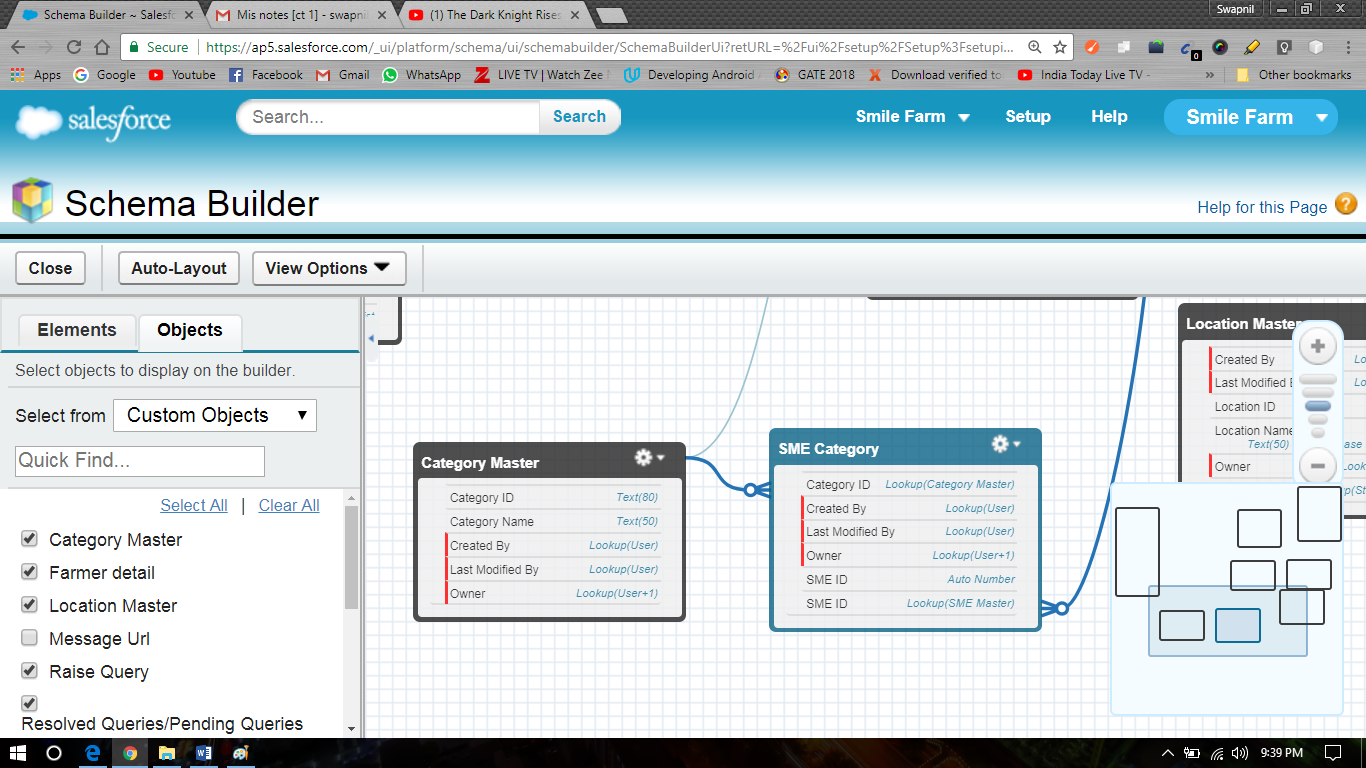 Schema Builder ~ Salesf
Mis notes [ct 1] - swapni
(1) The Dark Knight Rises
Swapnil
Secure
https://ap5.salesforce.com/_ui/platform/schema/ui/schemabuilder/SchemaBuilderUi?retURL=%2Fui%2Fsetup%2FSetup%3Fsetupi...
0
Apps
Google
Youtube
Facebook
Gmail
WhatsApp
LIVE TV | Watch Zee
Developing Android
GATE 2018
Download verified to
India Today Live TV -
»
Other bookmarks
salesforce
Search...
Search
Smile Farm
Setup
Help
Smile Farm
Schema Builder
Help for this Page
?
Close
Auto-Layout
View Options
Elements
Objects
Select objects to display on the builder.
Select from
Custom Objects
Quick Find...
Select All | Clear All
Category Master
Farmer detail
Location Master
Message Url
Raise Query
Resolved Queries/Pending Queries
Category Master
Category ID Text(80)
Category Name Text(50)
Created By Lookup(User)
Last Modified By Lookup(User)
Owner Lookup(User+1)
SME Category
Category ID Lookup(Category Master)
Created By Lookup(User)
Last Modified By Lookup(User)
Owner Lookup(User+1)
SME ID Auto Number
SME ID Lookup(SME Master)
Location Master
Created By
Last Modified
Location ID
Location Name
Text(50)
Owner
9:39 PM